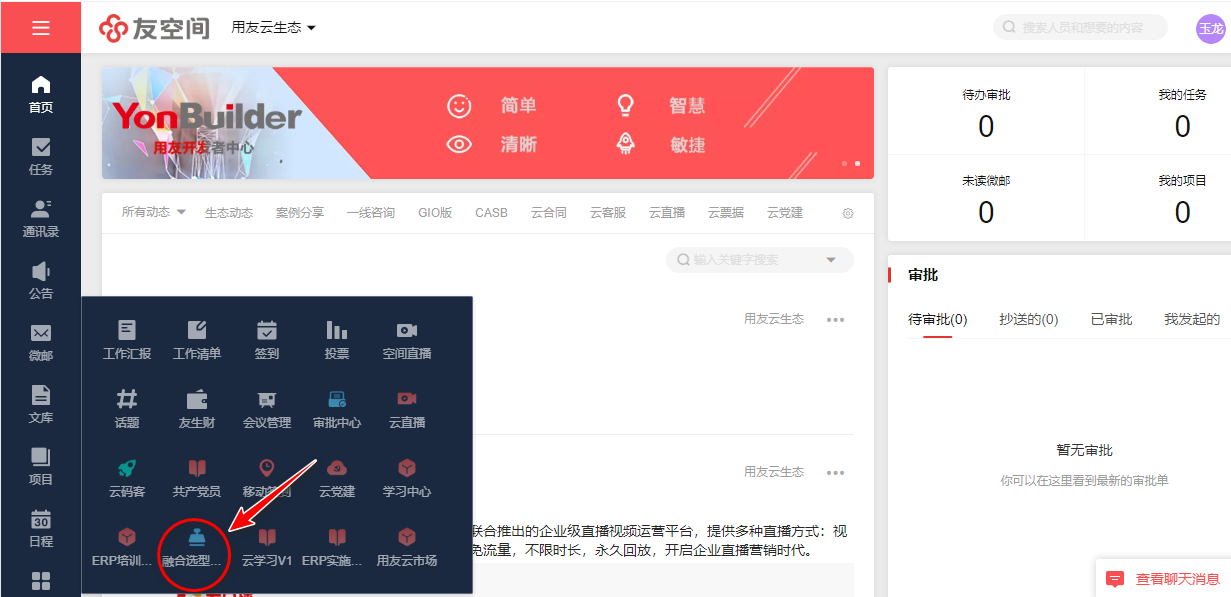 友空间 用友云生态 搜索人员和想要的内容 玉龙
首页
任务
通讯录
公告
微邮
文库
项目
30
日程
YonBuilder
用友开发者中心
简单 智慧
清晰 敏捷
待办审批 我的任务
0 0
未读微邮 我的项目
0 0
所有动态 生态动态 案例分享 一线咨询 GIO版 CASB 云合同 云客服 云直播 云票据 云党建
输入关键字搜索
用友云生态
用友云生态
联合推出的企业级直播视频运营平台，提供多种直播方式：视
免流量，不限时长，永久回放，开启企业直播营销时代。
工作汇报 工作清单 签到 投票 空间直播
话题 友生财 会议管理 审批中心 云直播
云码客 共产党员 移动签到 云党建 学习中心
ERP培训... 融合选型... 云学习V1 ERP实施... 用友云市场
审批
待审批(0) 抄送的(0) 已审批 我发起的
暂无审批
你可以在这里看到最新的审批单
查看聊天消息